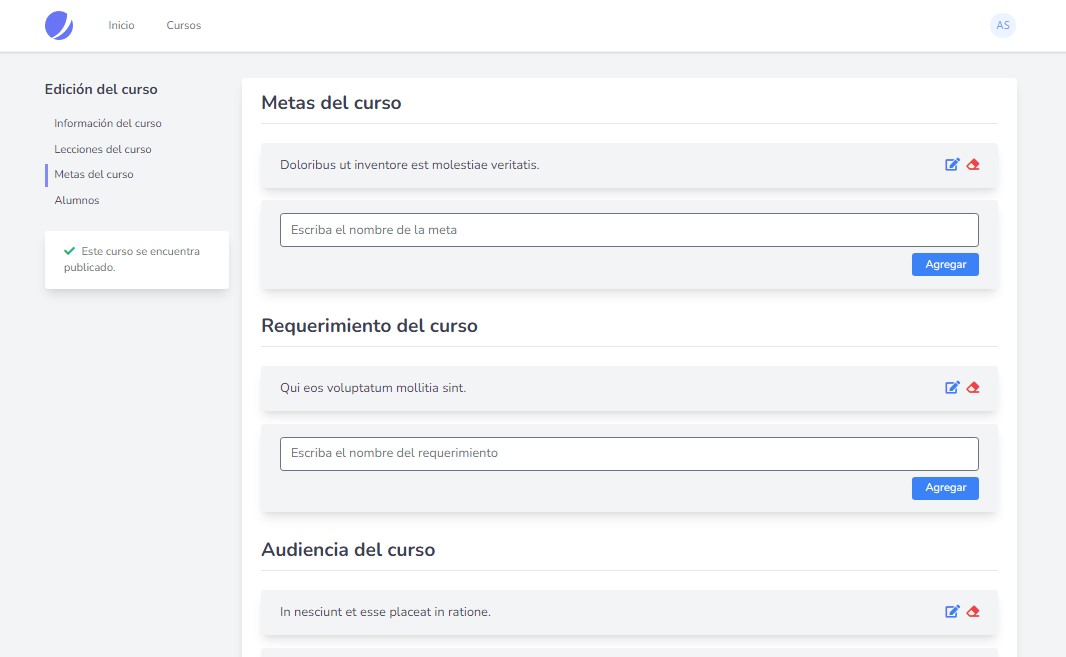 Inicio
Cursos
AS
Edición del curso
Información del curso
Lecciones del curso
Metas del curso
Alumnos
Este curso se encuentra
publicado.
Metas del curso
Doloribus ut inventore est molestiae veritatis.
Escriba el nombre de la meta
Agregar
Requerimiento del curso
Qui eos voluptatum mollitia sint.
Escriba el nombre del requerimiento
Agregar
Audiencia del curso
In nesciunt et esse placeat in ratione.